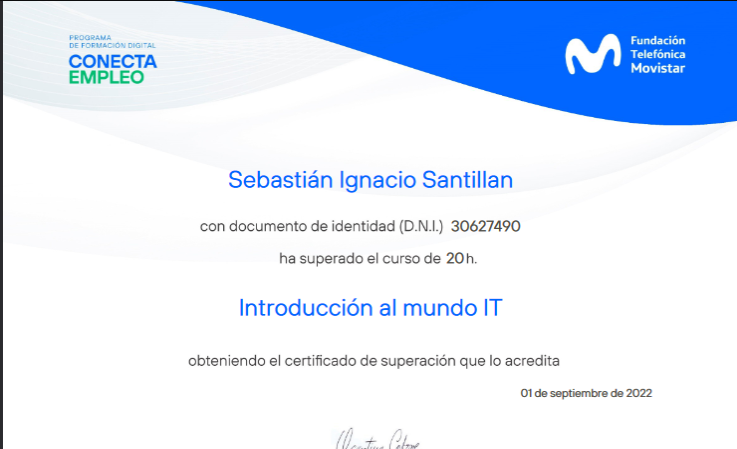 PROGRAMA
DE FORMACIÓN DIGITAL
CONECTA
EMPLEO
Fundación
Telefónica
Movistar
Sebastián Ignacio Santillan
con documento de identidad (D.N.I.) 30627490
ha superado el curso de 20 h.
Introducción al mundo IT
obteniendo el certificado de superación que lo acredita
01 de septiembre de 2022